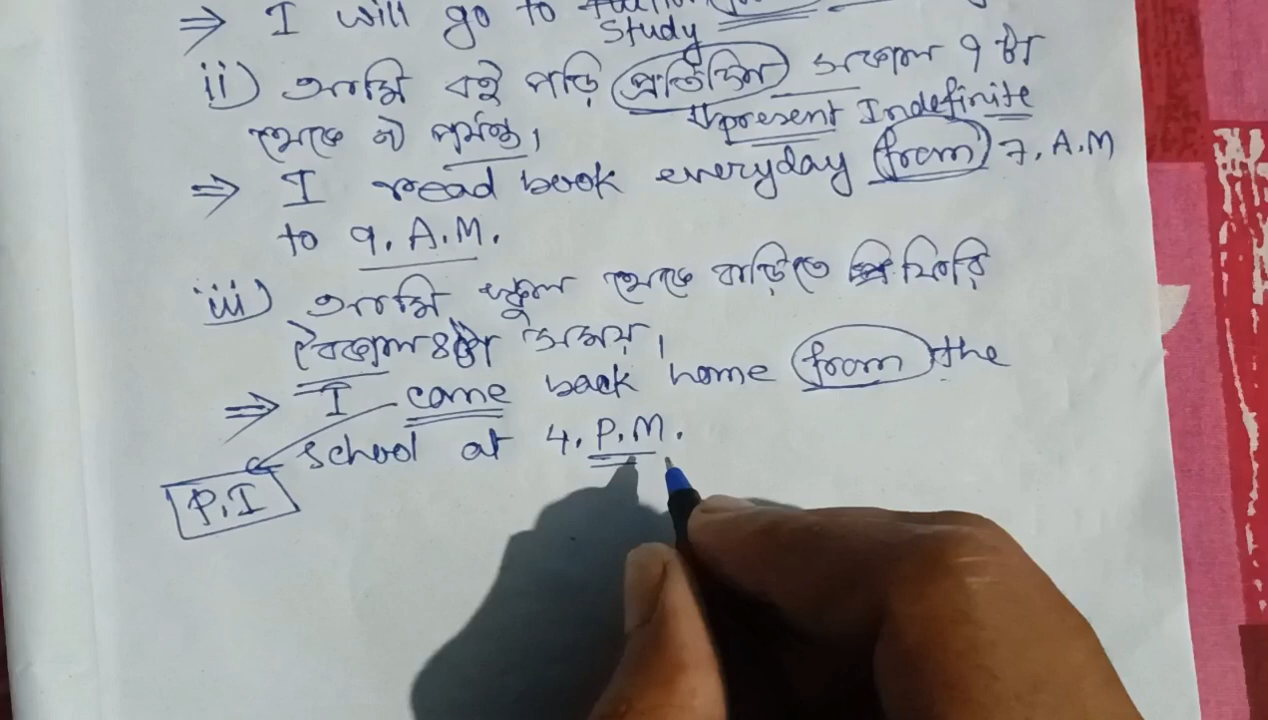 ⇒ I will go to
Study
ii) আমি বই পড়ি প্রতিদিন সকাল ৭ টা
present Indefinite
থেকে ৯ পর্যন্ত।
⇒ I read book everyday from 7. A.M
to 9. A.M.
iii) আমি স্কুল থেকে বাড়িতে ফিরি
বৈকাল ৪ টা সময়।
⇒ I come back home from the
school at 4. P.M.
P.I